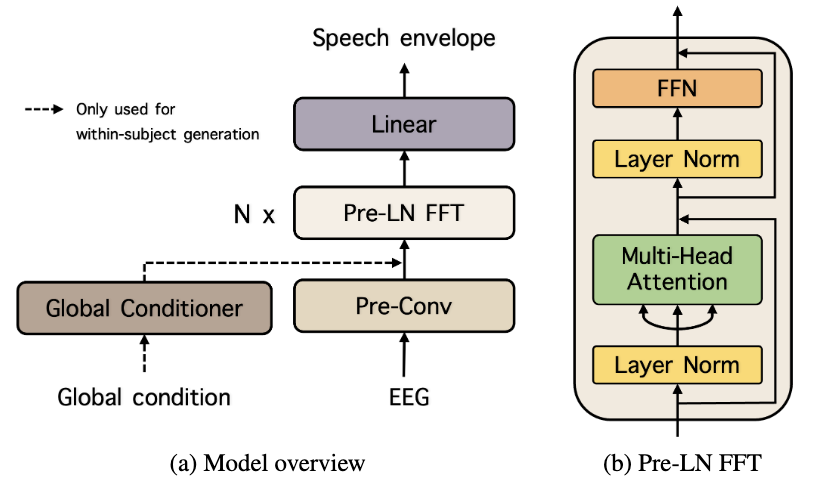 Speech envelope
Only used for
within-subject generation
Linear
N x
Pre-LN FFT
Global Conditioner
Pre-Conv
Global condition
EEG
(a) Model overview
FFN
Layer Norm
Multi-Head
Attention
Layer Norm
(b) Pre-LN FFT